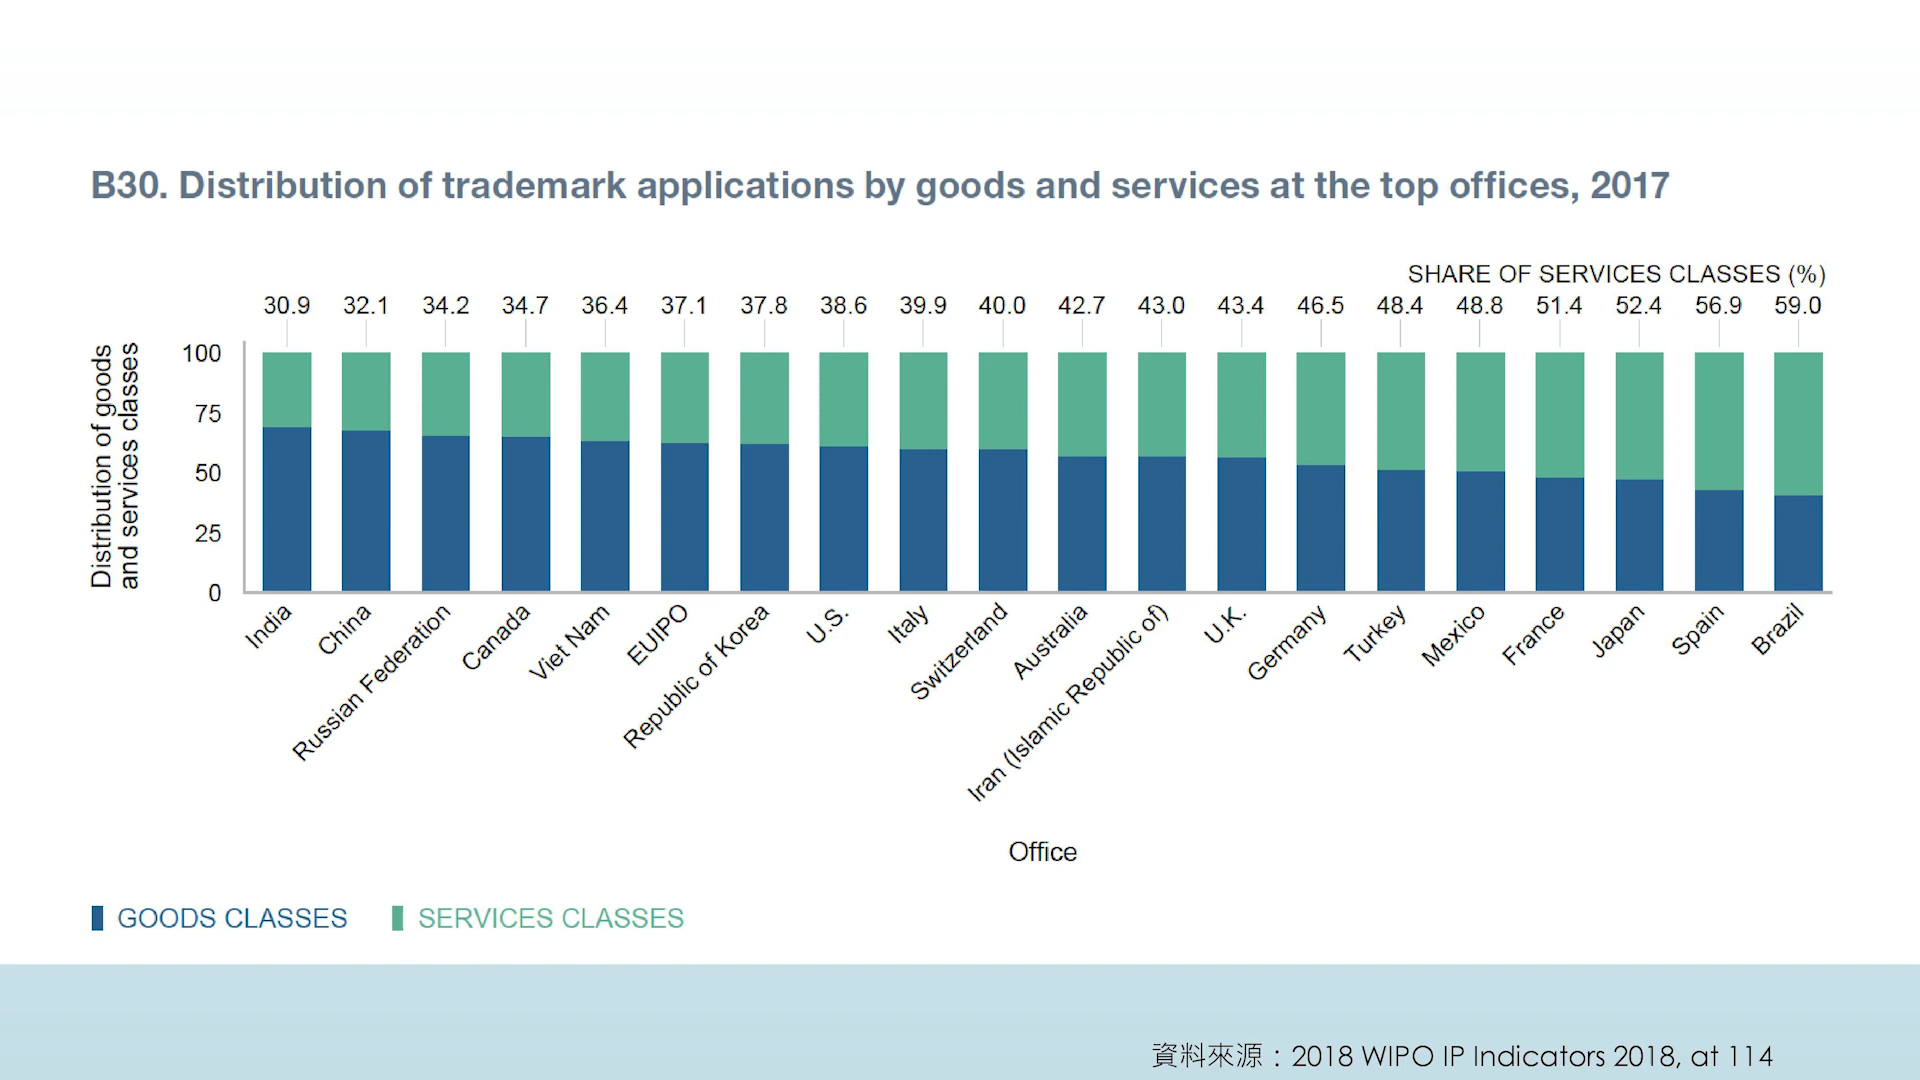 B30. Distribution of trademark applications by goods and services at the top offices, 2017
SHARE OF SERVICES CLASSES (%)
30.9 32.1 34.2 34.7 36.4 37.1 37.8 38.6 39.9 40.0 42.7 43.0 43.4 46.5 48.4 48.8 51.4 52.4 56.9 59.0
Distribution of goods
and services classes
100
75
50
25
0
India
China
Russian Federation
Canada
Viet Nam
EUIPO
Republic of Korea
U.S.
Italy
Switzerland
Australia
Iran (Islamic Republic of)
U.K.
Germany
Turkey
Mexico
France
Japan
Spain
Brazil
Office
GOODS CLASSES SERVICES CLASSES
資料來源：2018 WIPO IP Indicators 2018, at 114